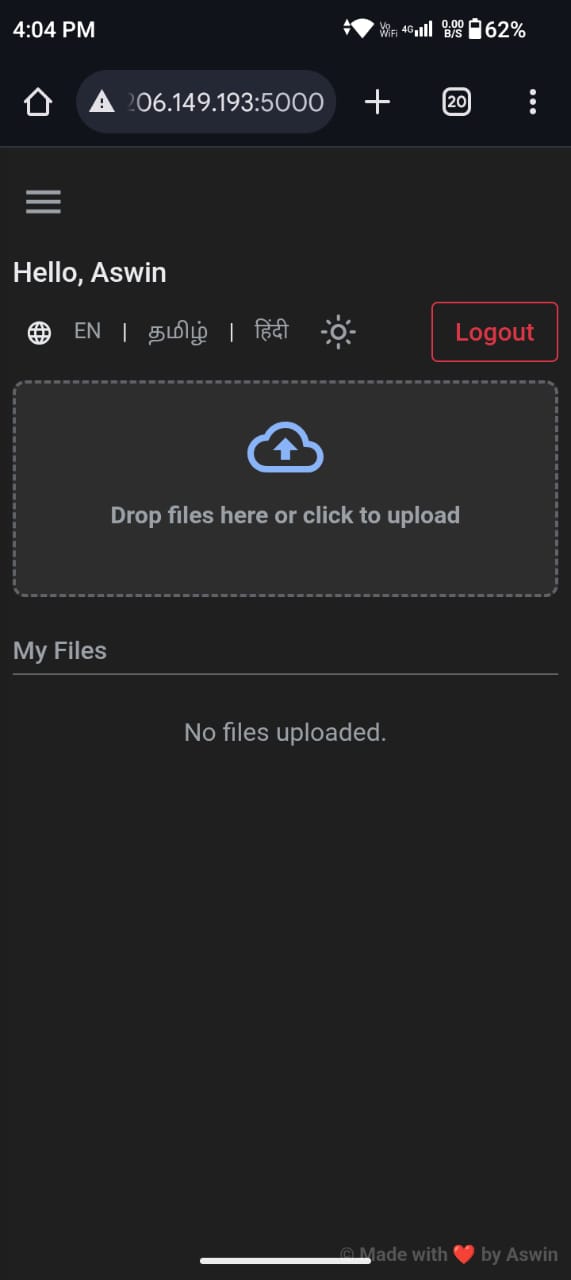 4:04 PM
Vo WiFi 4G 0.00 B/S 62%
206.149.193:5000 20
Hello, Aswin
EN | தமிழ் | हिंदी
Logout
Drop files here or click to upload
My Files
No files uploaded.
© Made with ❤️ by Aswin